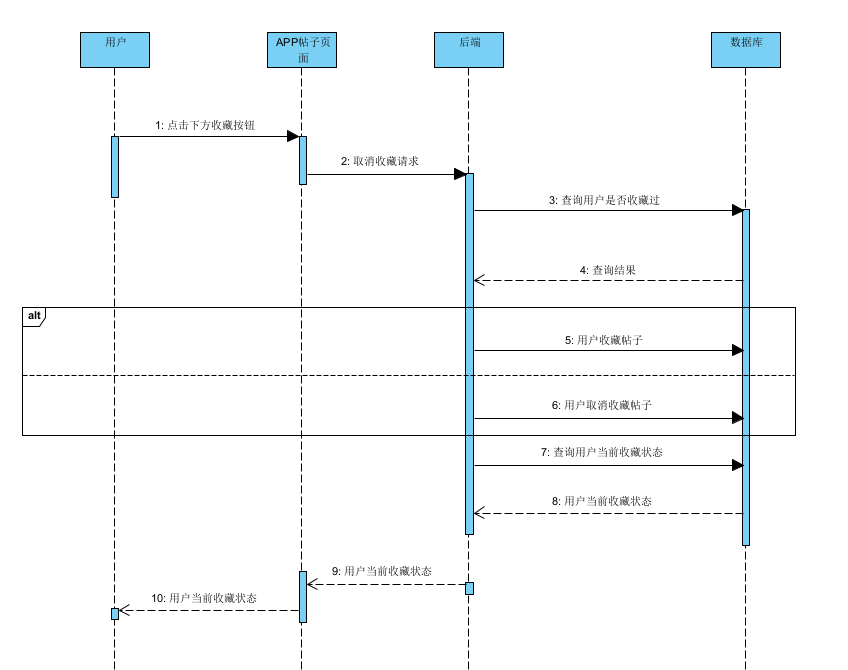 用户
APP帖子页
面
后端
数据库
1: 点击下方收藏按钮
2: 取消收藏请求
3: 查询用户是否收藏过
4: 查询结果
alt
5: 用户收藏帖子
6: 用户取消收藏帖子
7: 查询用户当前收藏状态
8: 用户当前收藏状态
9: 用户当前收藏状态
10: 用户当前收藏状态